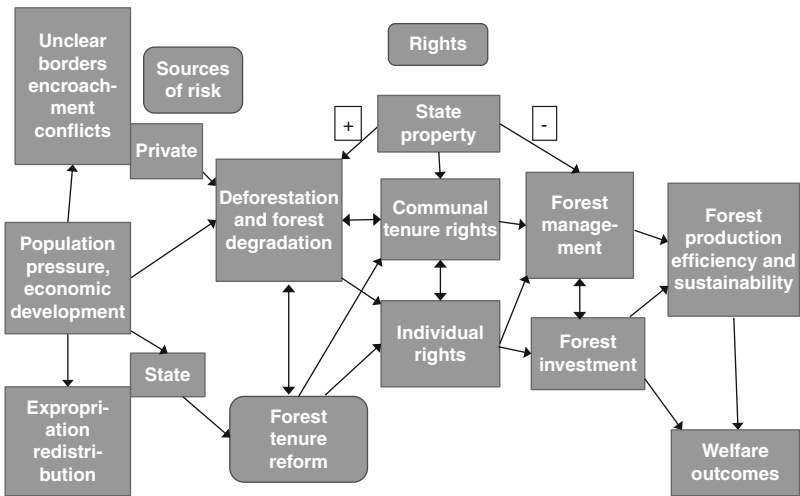 Unclear
borders
encroach-
ment
conflicts
Sources
of risk
Rights
Private
+
State
property
-
Deforestation
and forest
degradation
Communal
tenure rights
Forest
manage-
ment
Forest
production
efficiency and
sustainability
Population
pressure,
economic
development
Individual
rights
Forest
investment
State
Expropri-
ation
redistri-
bution
Forest
tenure
reform
Welfare
outcomes